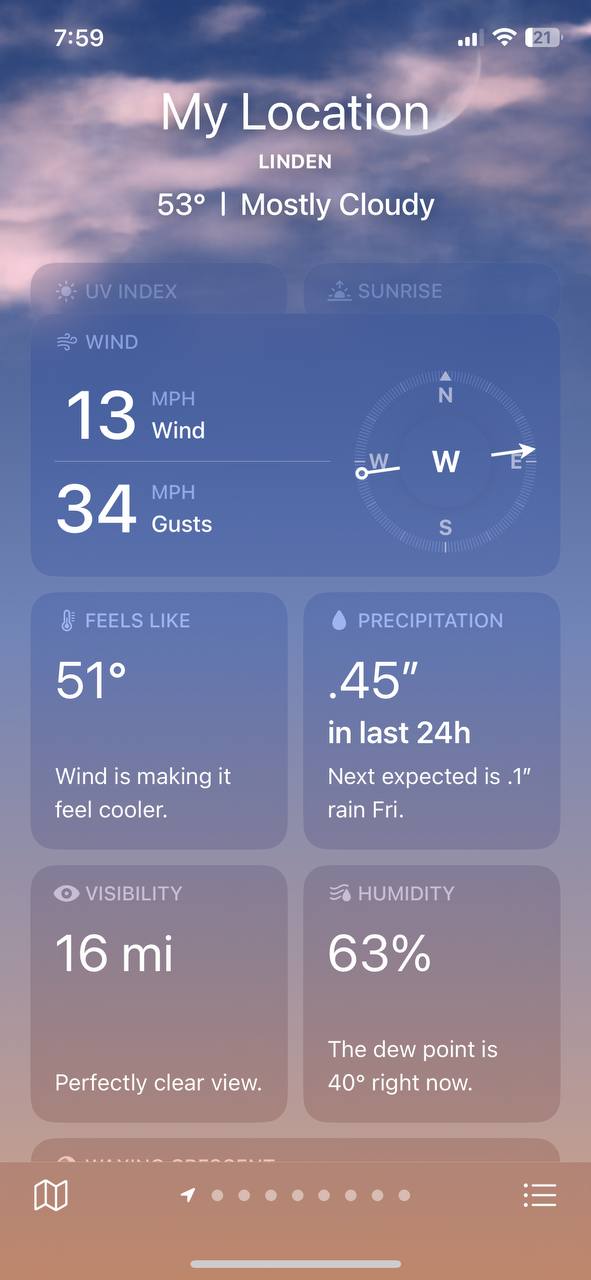 7:59
21
My Location
LINDEN
53° | Mostly Cloudy
UV INDEX
SUNRISE
WIND
13 MPH
Wind
34 MPH
Gusts
N
W
W
E
S
FEELS LIKE
51°
Wind is making it
feel cooler.
PRECIPITATION
.45″
in last 24h
Next expected is .1″
rain Fri.
VISIBILITY
16 mi
Perfectly clear view.
HUMIDITY
63%
The dew point is
40° right now.
WAXING CRESCENT